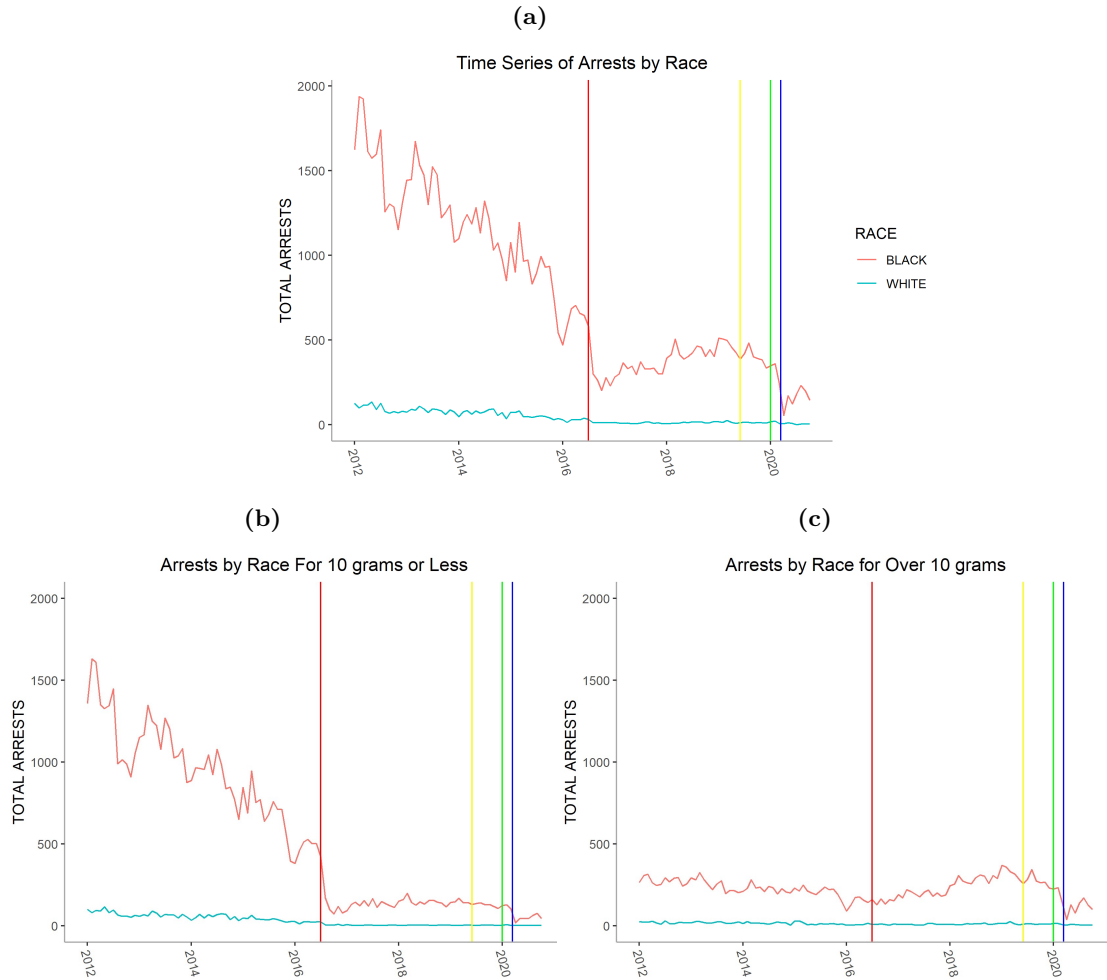 (a)
Time Series of Arrests by Race
TOTAL ARRESTS
2000
1500
1000
500
0
2012
2014
2016
2018
2020
RACE
BLACK
WHITE
(b)
Arrests by Race For 10 grams or Less
TOTAL ARRESTS
2000
1500
1000
500
0
2012
2014
2016
2018
2020
(c)
Arrests by Race for Over 10 grams
TOTAL ARRESTS
2000
1500
1000
500
0
2012
2014
2016
2018
2020